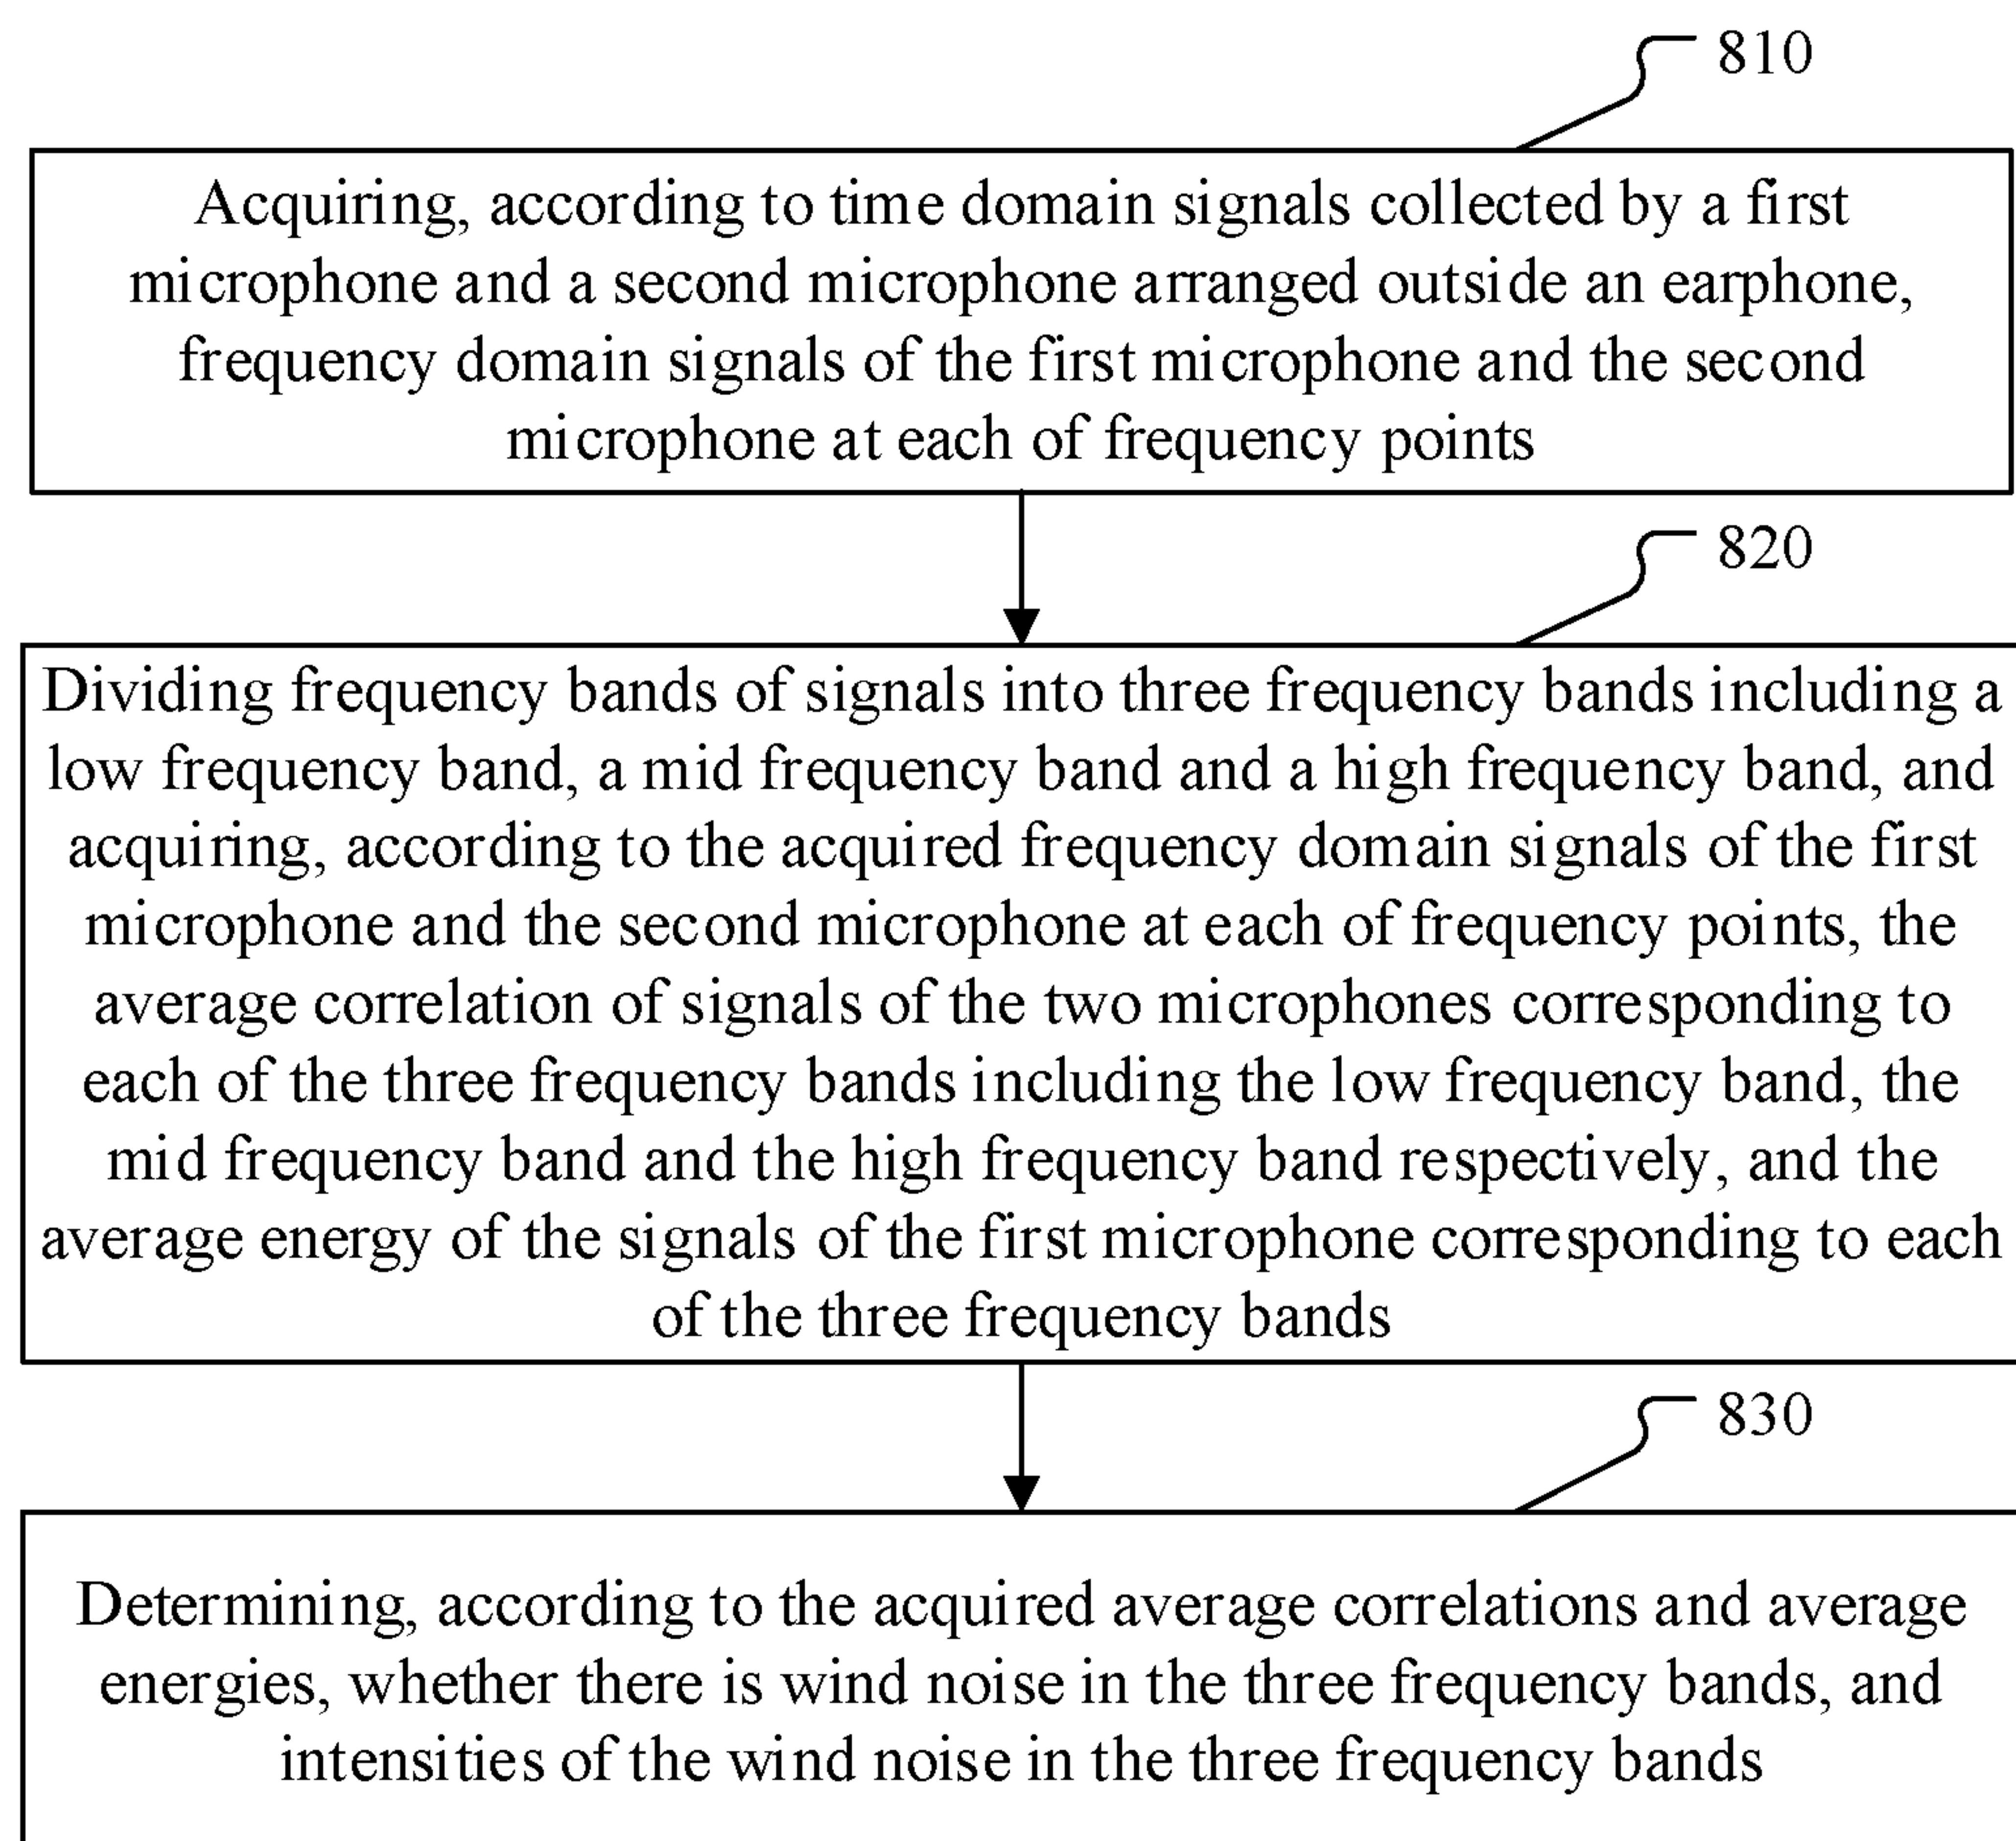 810
Acquiring, according to time domain signals collected by a first
microphone and a second microphone arranged outside an earphone,
frequency domain signals of the first microphone and the second
microphone at each of frequency points
820
Dividing frequency bands of signals into three frequency bands including a
low frequency band, a mid frequency band and a high frequency band, and
acquiring, according to the acquired frequency domain signals of the first
microphone and the second microphone at each of frequency points, the
average correlation of signals of the two microphones corresponding to
each of the three frequency bands including the low frequency band, the
mid frequency band and the high frequency band respectively, and the
average energy of the signals of the first microphone corresponding to each
of the three frequency bands
830
Determining, according to the acquired average correlations and average
energies, whether there is wind noise in the three frequency bands, and
intensities of the wind noise in the three frequency bands